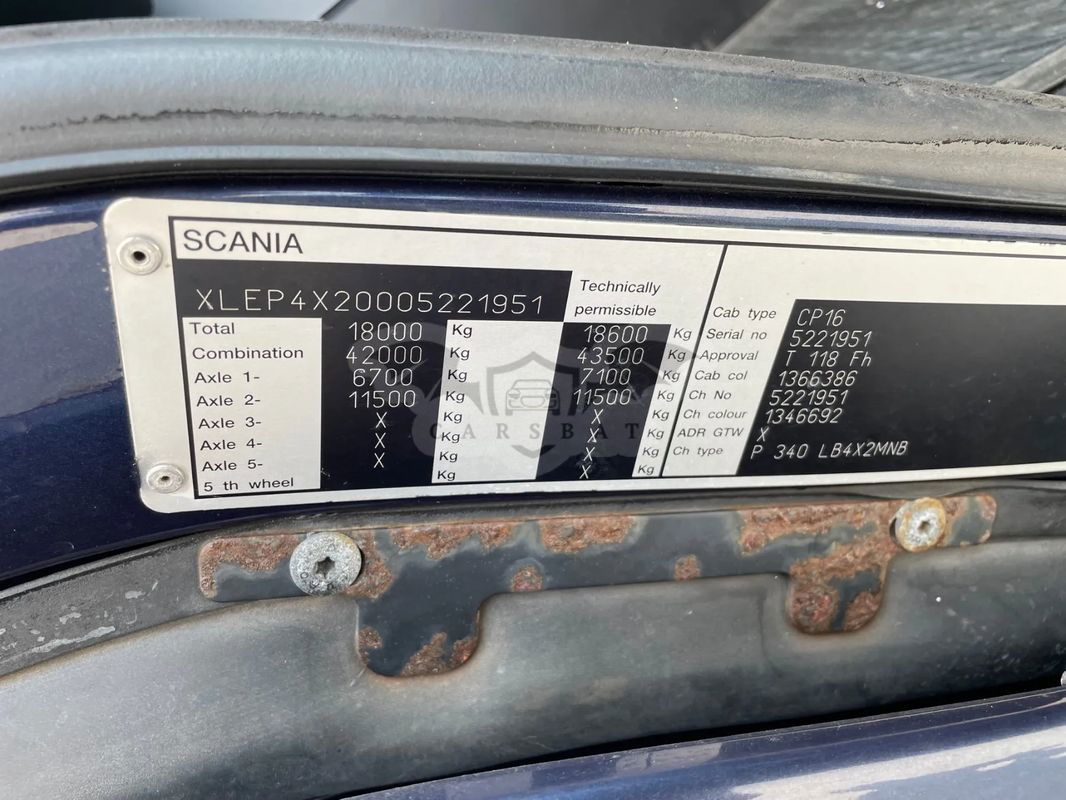 SCANIA
XLEP4X20005221951
Technically
permissible
Total 18000 Kg 18600 Kg
Combination 42000 Kg 43500 Kg
Axle 1- 6700 Kg 7100 Kg
Axle 2- 11500 Kg 11500 Kg
Axle 3- X Kg X Kg
Axle 4- X Kg X Kg
Axle 5- X Kg X Kg
5 th wheel Kg X Kg
Cab type CP16
Serial no 5221951
Approval T 118 Fh
Cab col 1366386
Ch No 5221951
Ch colour 1346692
ADR GTW X
Ch type P 340 LB4X2MNB
CARSBAT